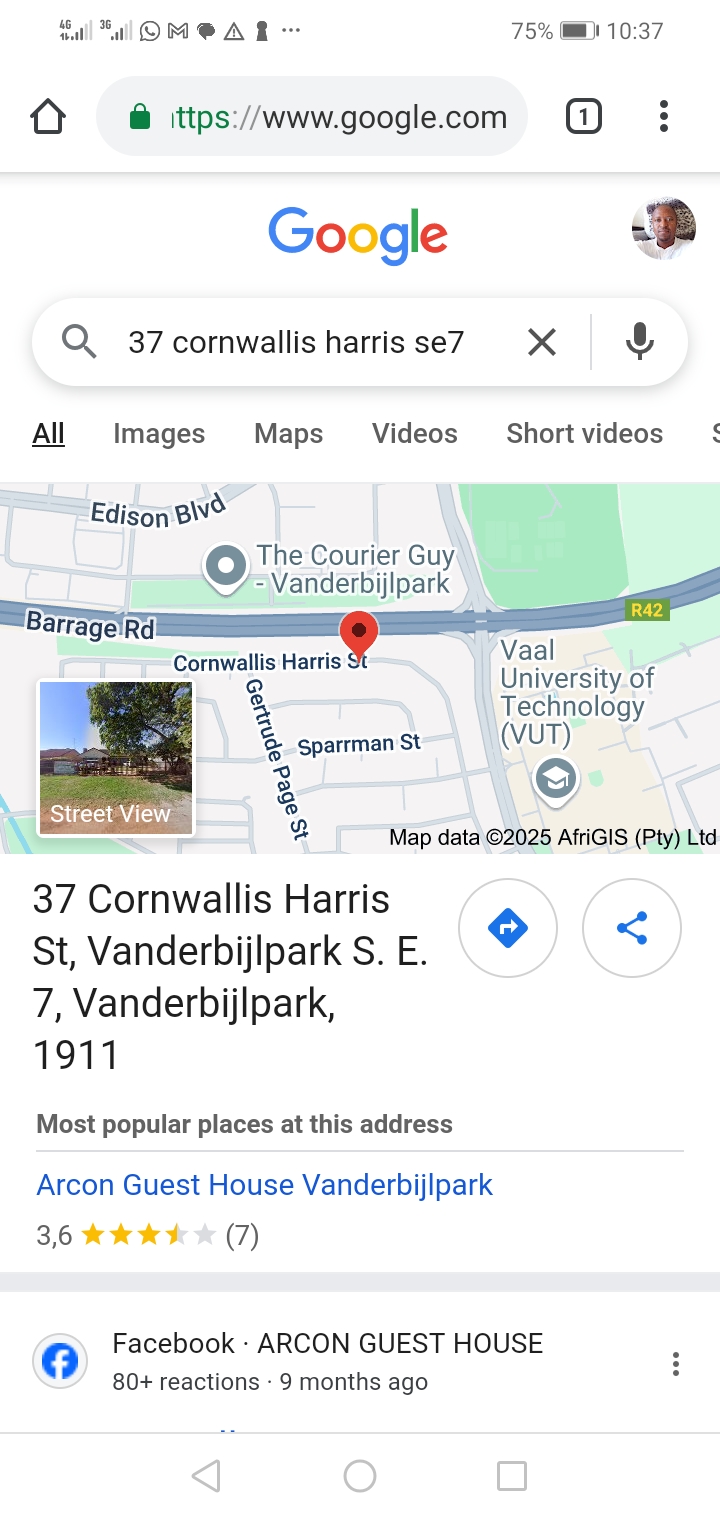 4G 3G 75% 10:37
ttps://www.google.com 1
Google
37 cornwallis harris se7
All Images Maps Videos Short videos S
Edison Blvd
The Courier Guy
- Vanderbijlpark
R42
Barrage Rd
Cornwallis Harris St
Vaal
University of
Technology
(VUT)
Gertrude Page St
Sparrman St
Street View
Map data ©2025 AfriGIS (Pty) Ltd
37 Cornwallis Harris
St, Vanderbijlpark S. E.
7, Vanderbijlpark,
1911
Most popular places at this address
Arcon Guest House Vanderbijlpark
3,6 (7)
Facebook · ARCON GUEST HOUSE
80+ reactions · 9 months ago